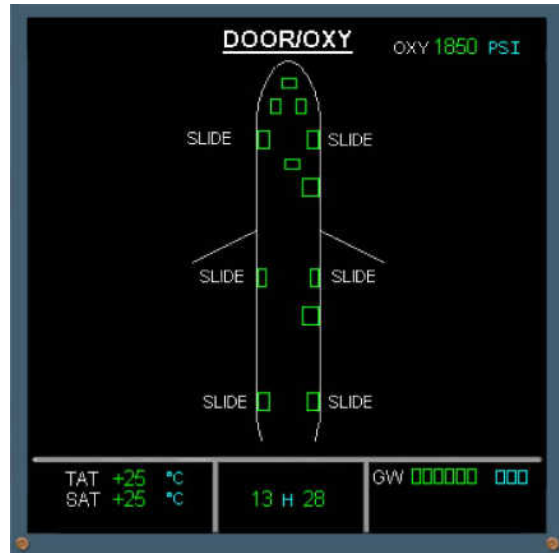 DOOR/OXY
OXY 1850 PSI
SLIDE SLIDE
SLIDE SLIDE
SLIDE SLIDE
TAT +25 °C
SAT +25 °C
13 H 28
GW